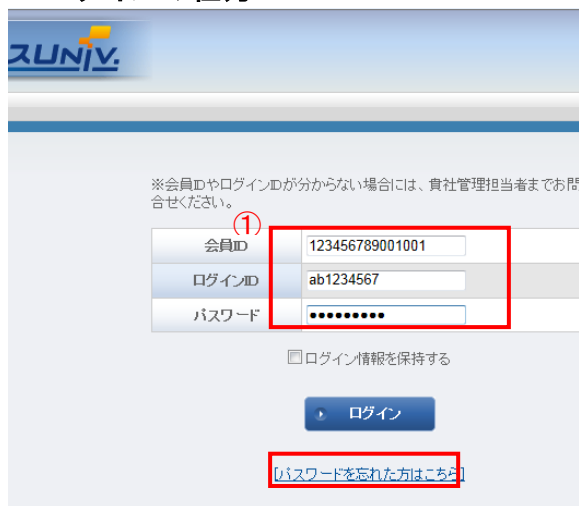 スUNiV.
※会員IDやログインIDが分からない場合には、貴社管理担当者までお問
合せください。
①
会員ID 123456789001001
ログインID ab1234567
パスワード ●●●●●●●●●
ログイン情報を保持する
ログイン
[パスワードを忘れた方はこちら]